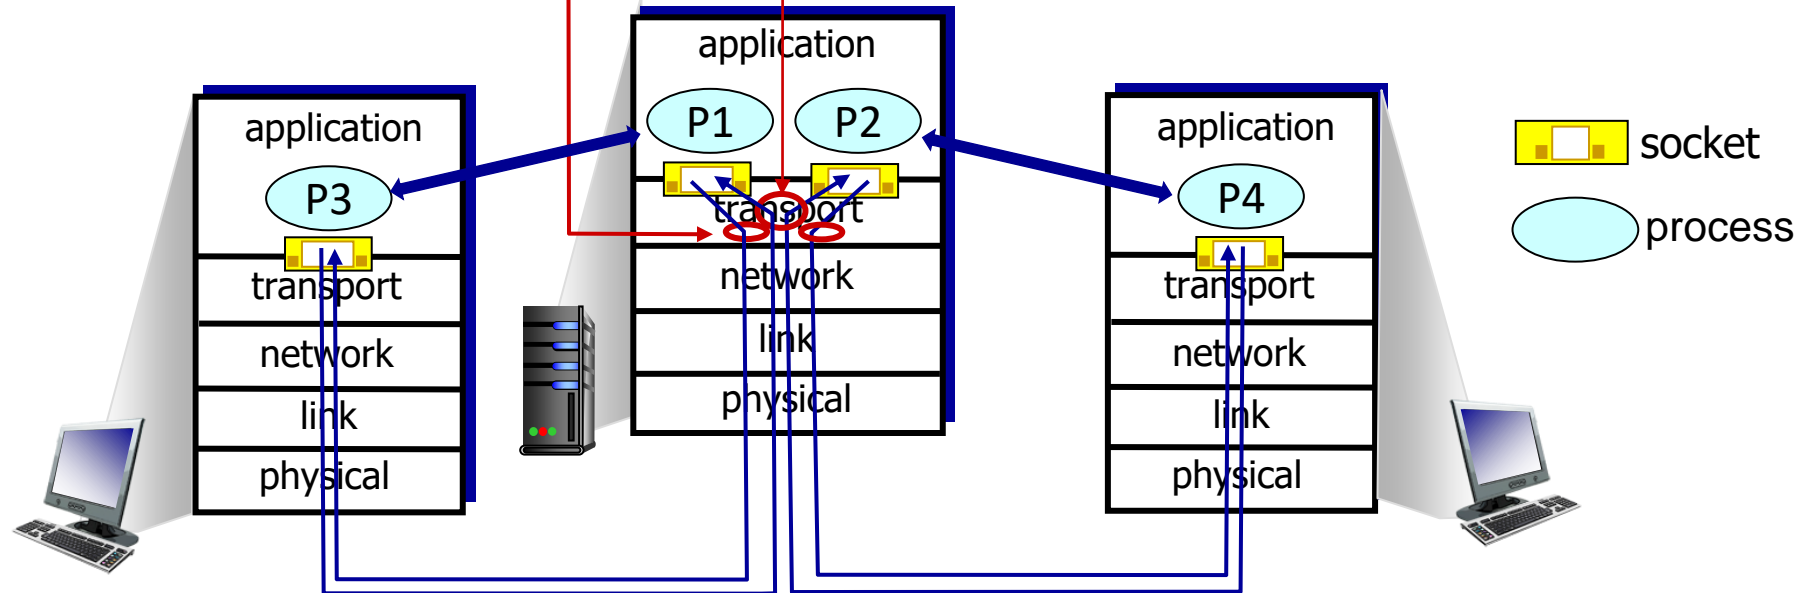 application
P1
P2
transport
network
link
physical
application
P3
transport
network
link
physical
application
P4
transport
network
link
physical
socket
process